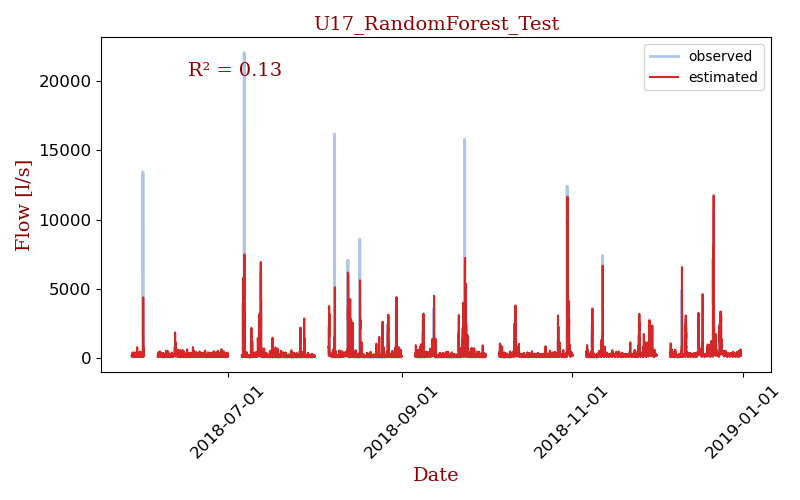 U17_RandomForest_Test
R² = 0.13
observed
estimated
Flow [l/s]
20000
15000
10000
5000
0
2018-07-01
2018-09-01
2018-11-01
2019-01-01
Date